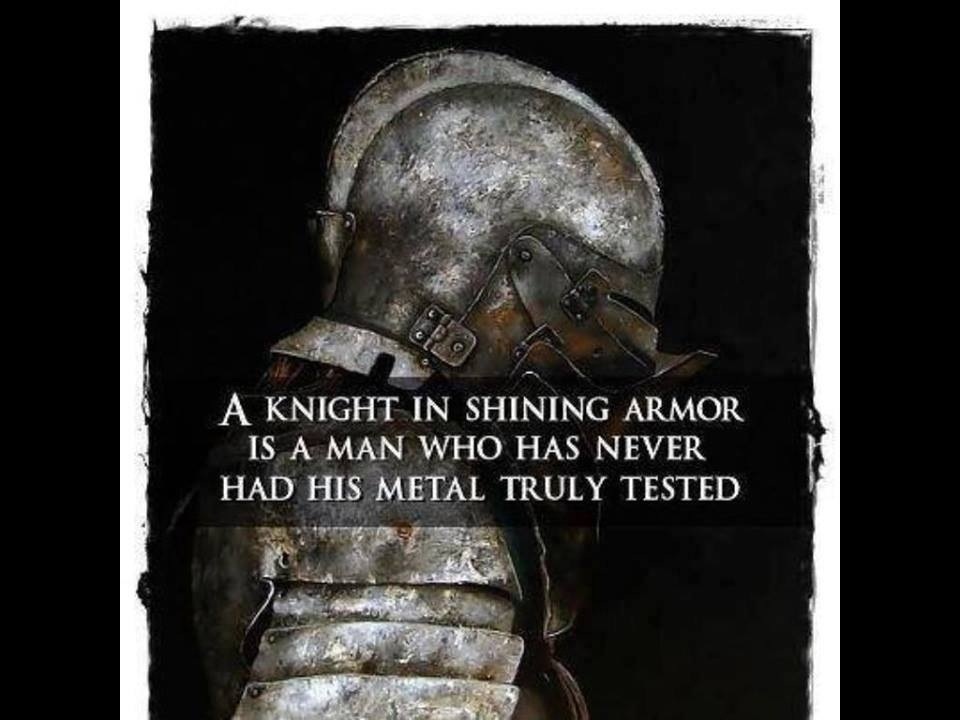 A KNIGHT IN SHINING ARMOR
IS A MAN WHO HAS NEVER
HAD HIS METAL TRULY TESTED